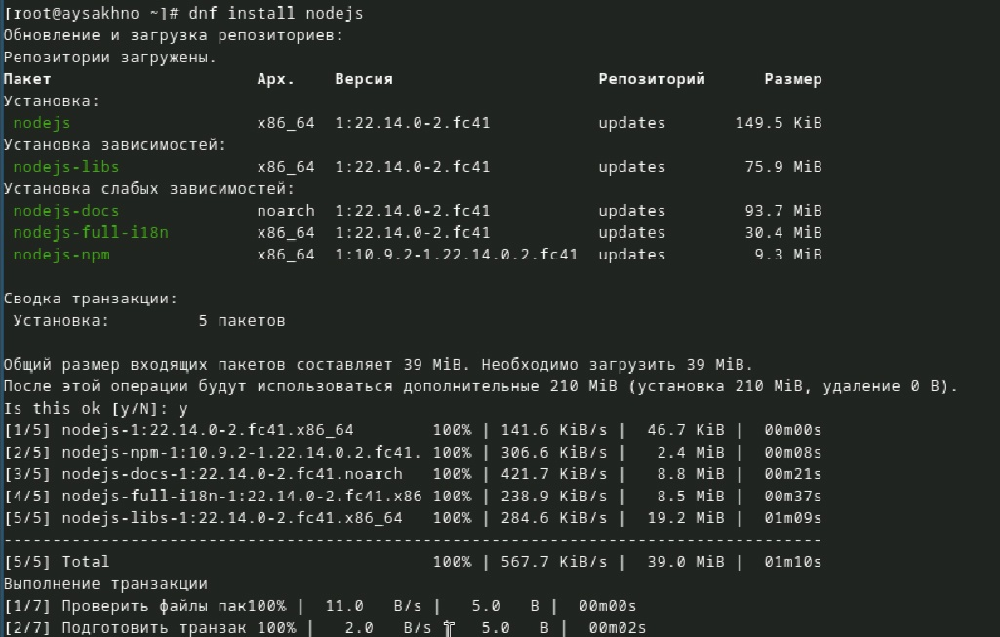 [root@aysakhno ~]# dnf install nodejs
Обновление и загрузка репозиториев:
Репозитории загружены.
Пакет Арх. Версия Репозиторий Размер
Установка:
nodejs x86_64 1:22.14.0-2.fc41 updates 149.5 KiB
Установка зависимостей:
nodejs-libs x86_64 1:22.14.0-2.fc41 updates 75.9 MiB
Установка слабых зависимостей:
nodejs-docs noarch 1:22.14.0-2.fc41 updates 93.7 MiB
nodejs-full-i18n x86_64 1:22.14.0-2.fc41 updates 30.4 MiB
nodejs-npm x86_64 1:10.9.2-1.22.14.0.2.fc41 updates 9.3 MiB
Сводка транзакции:
Установка: 5 пакетов
Общий размер входящих пакетов составляет 39 MiB. Необходимо загрузить 39 MiB.
После этой операции будут использоваться дополнительные 210 MiB (установка 210 MiB, удаление 0 B).
Is this ok [y/N]: y
[1/5] nodejs-1:22.14.0-2.fc41.x86_64 100% | 141.6 KiB/s | 46.7 KiB | 00m00s
[2/5] nodejs-npm-1:10.9.2-1.22.14.0.2.fc41. 100% | 306.6 KiB/s | 2.4 MiB | 00m08s
[3/5] nodejs-docs-1:22.14.0-2.fc41.noarch 100% | 421.7 KiB/s | 8.8 MiB | 00m21s
[4/5] nodejs-full-i18n-1:22.14.0-2.fc41.x86 100% | 238.9 KiB/s | 8.5 MiB | 00m37s
[5/5] nodejs-libs-1:22.14.0-2.fc41.x86_64 100% | 284.6 KiB/s | 19.2 MiB | 01m09s
------------------------------------------------------------------------------------
[5/5] Total 100% | 567.7 KiB/s | 39.0 MiB | 01m10s
Выполнение транзакции
[1/7] Проверить файлы пак100% | 11.0 B/s | 5.0 B | 00m00s
[2/7] Подготовить транзак 100% | 2.0 B/s | 5.0 B | 00m02s